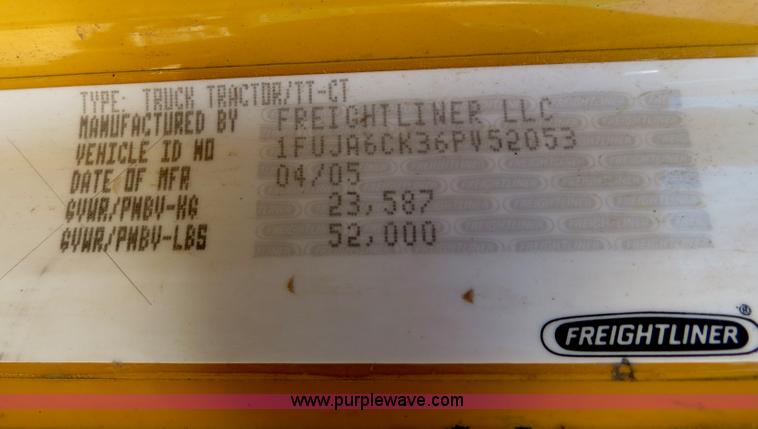 TYPE: TRUCK TRACTOR/TT-CT
MANUFACTURED BY FREIGHTLINER LLC
VEHICLE ID NO 1FUJA6CK36PV52053
DATE OF MFR 04/05
GVWR/PNBV-KG 23,587
GVWR/PNBV-LBS 52,000
FREIGHTLINER®
www.purplewave.com